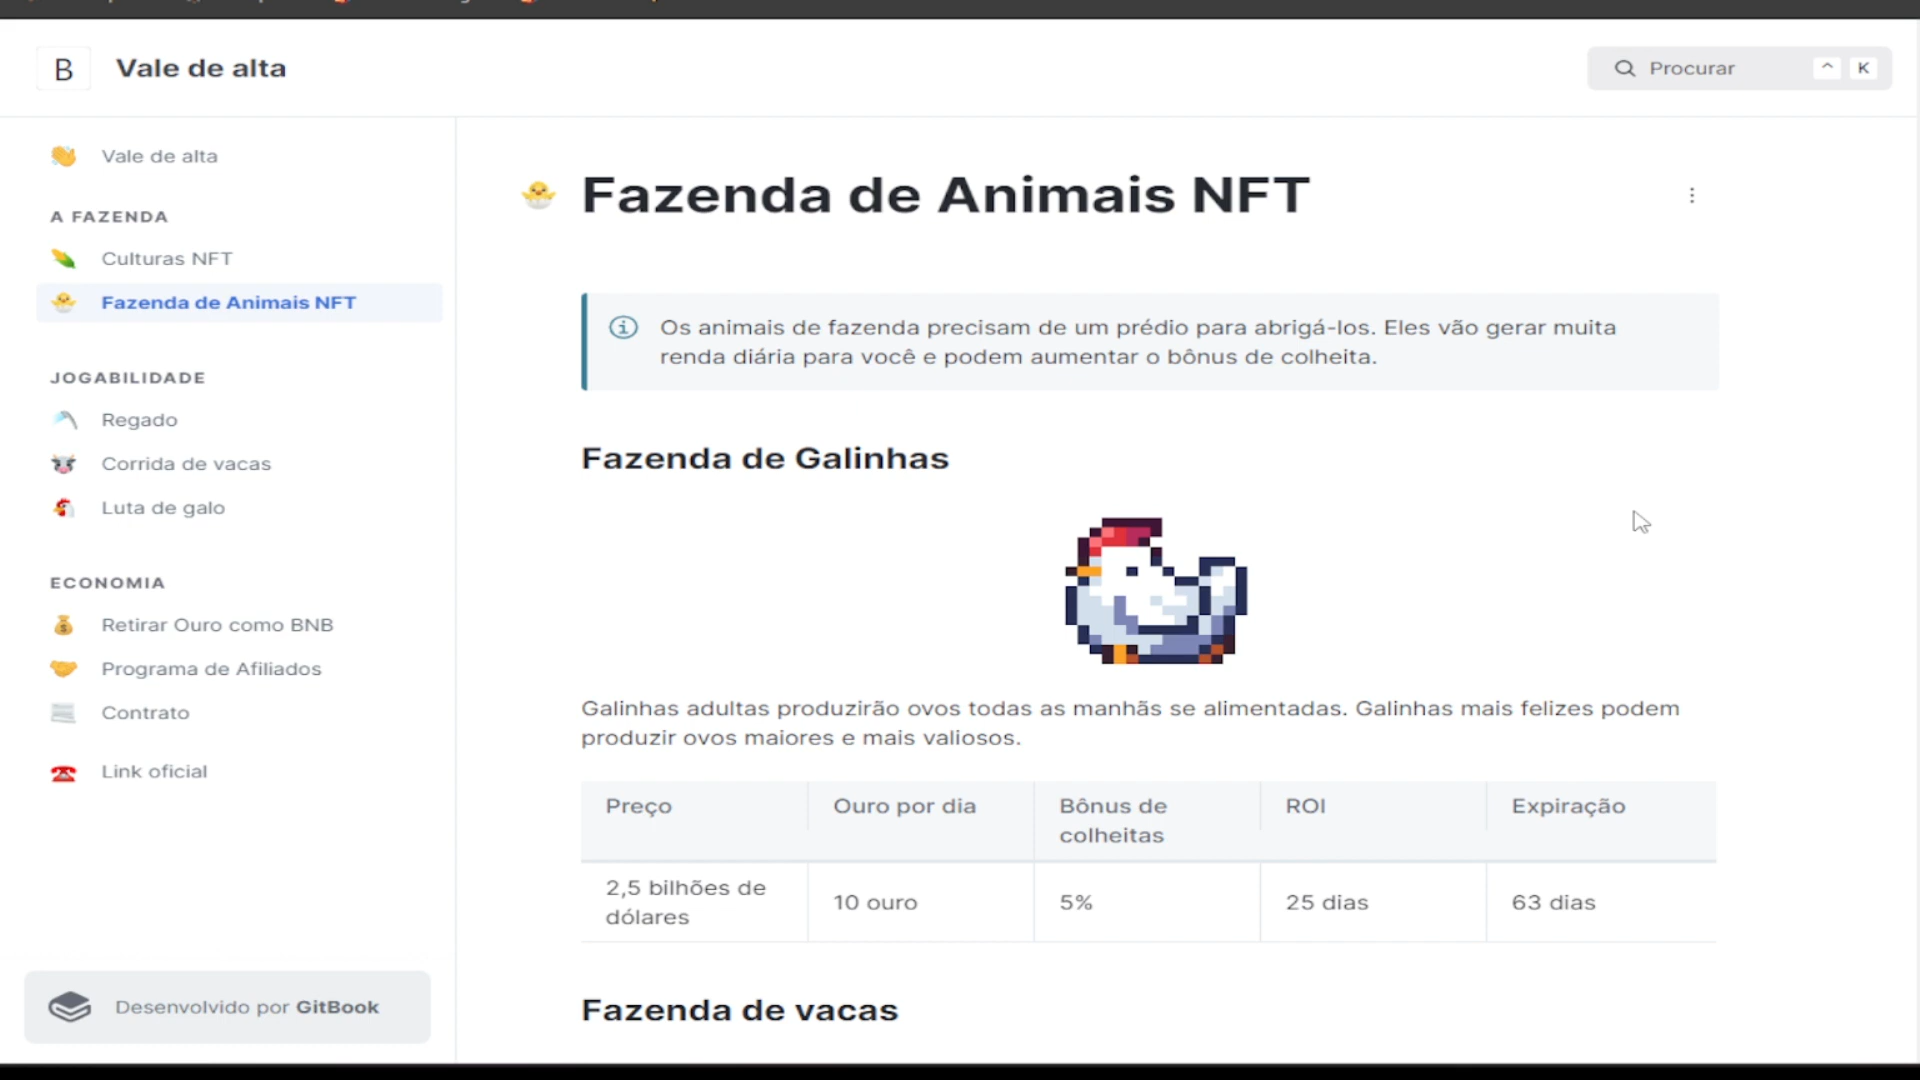 B
Vale de alta
Procurar
^ K
Vale de alta
A FAZENDA
Culturas NFT
Fazenda de Animais NFT
JOGABILIDADE
Regado
Corrida de vacas
Luta de galo
ECONOMIA
Retirar Ouro como BNB
Programa de Afiliados
Contrato
Link oficial
Desenvolvido por GitBook
Fazenda de Animais NFT
Os animais de fazenda precisam de um prédio para abrigá-los. Eles vão gerar muita
renda diária para você e podem aumentar o bônus de colheita.
Fazenda de Galinhas
Galinhas adultas produzirão ovos todas as manhãs se alimentadas. Galinhas mais felizes podem
produzir ovos maiores e mais valiosos.
Preço
Ouro por dia
Bônus de
colheitas
ROI
Expiração
2,5 bilhões de
dólares
10 ouro
5%
25 dias
63 dias
Fazenda de vacas